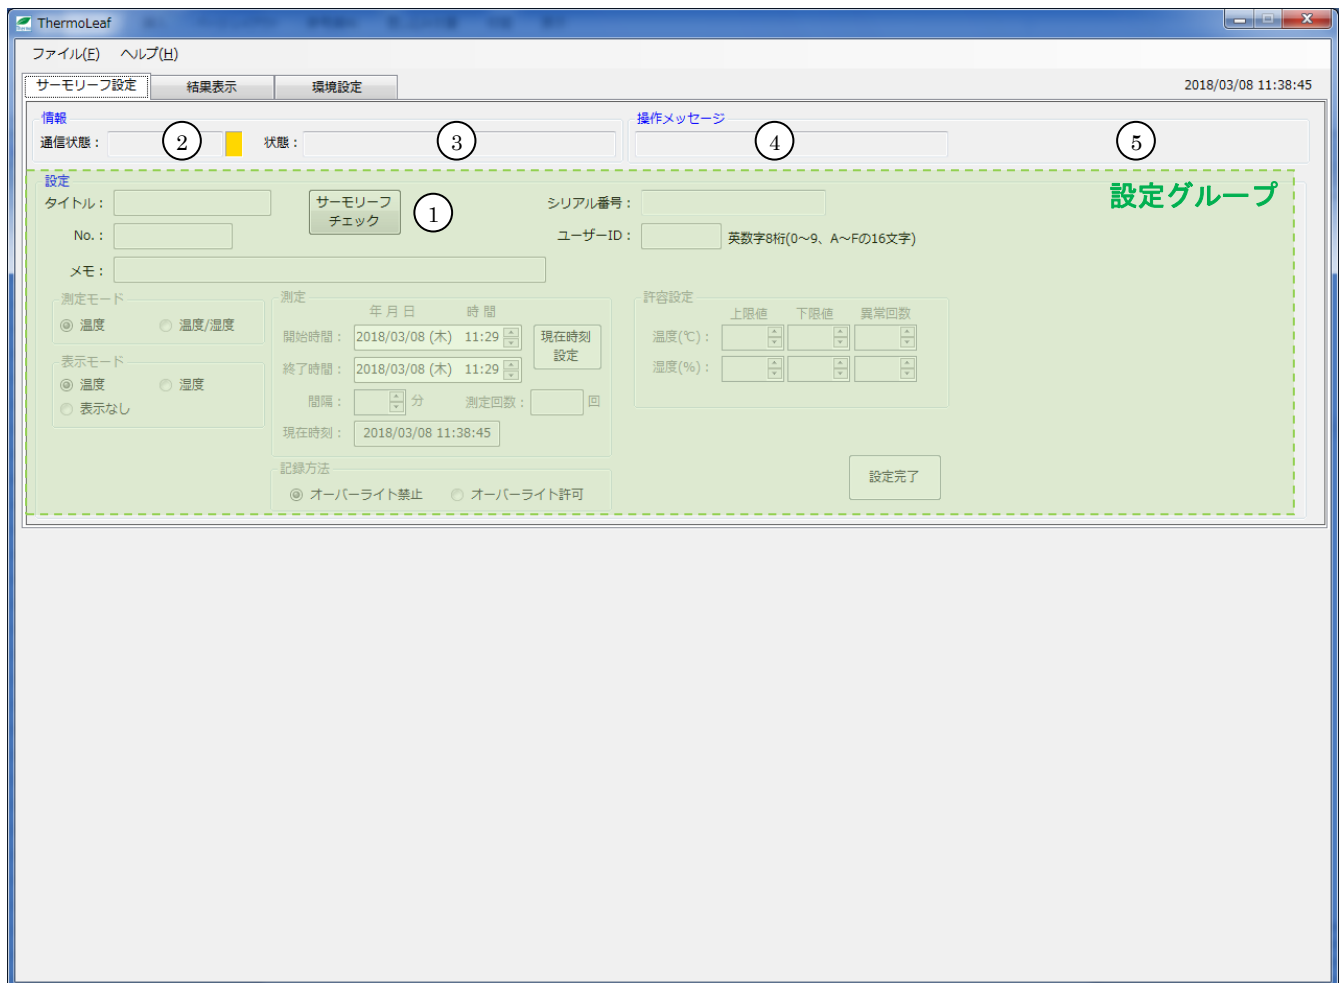 ThermoLeaf
ファイル(F) ヘルプ(H)
サーモリーフ設定 結果表示 環境設定 2018/03/08 11:38:45
情報 操作メッセージ
通信状態： ② 状態： ③ ④ ⑤
設定 設定グループ
タイトル： サーモリーフ シリアル番号：
チェック ①
No.： ユーザーID： 英数字8桁(0～9、A～Fの16文字)
メモ：
測定モード 測定 許容設定
年 月 日 時 間 上限値 下限値 異常回数
温度 温度/湿度 開始時間： 2018/03/08 (木) 11:29 現在時刻 温度(℃)：
設定
表示モード 終了時間： 2018/03/08 (木) 11:29 湿度(%)：
温度 湿度
表示なし 間隔： 分 測定回数： 回
現在時刻： 2018/03/08 11:38:45
記録方法 設定完了
オーバーライト禁止 オーバーライト許可